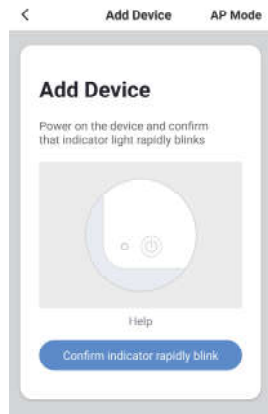 Add Device AP Mode
Add Device
Power on the device and confirm
that indicator light rapidly blinks
Help
Confirm indicator rapidly blink